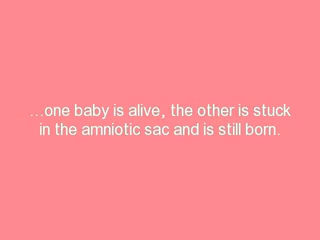 ...one baby is alive, the other is stuck
in the amniotic sac and is still born.